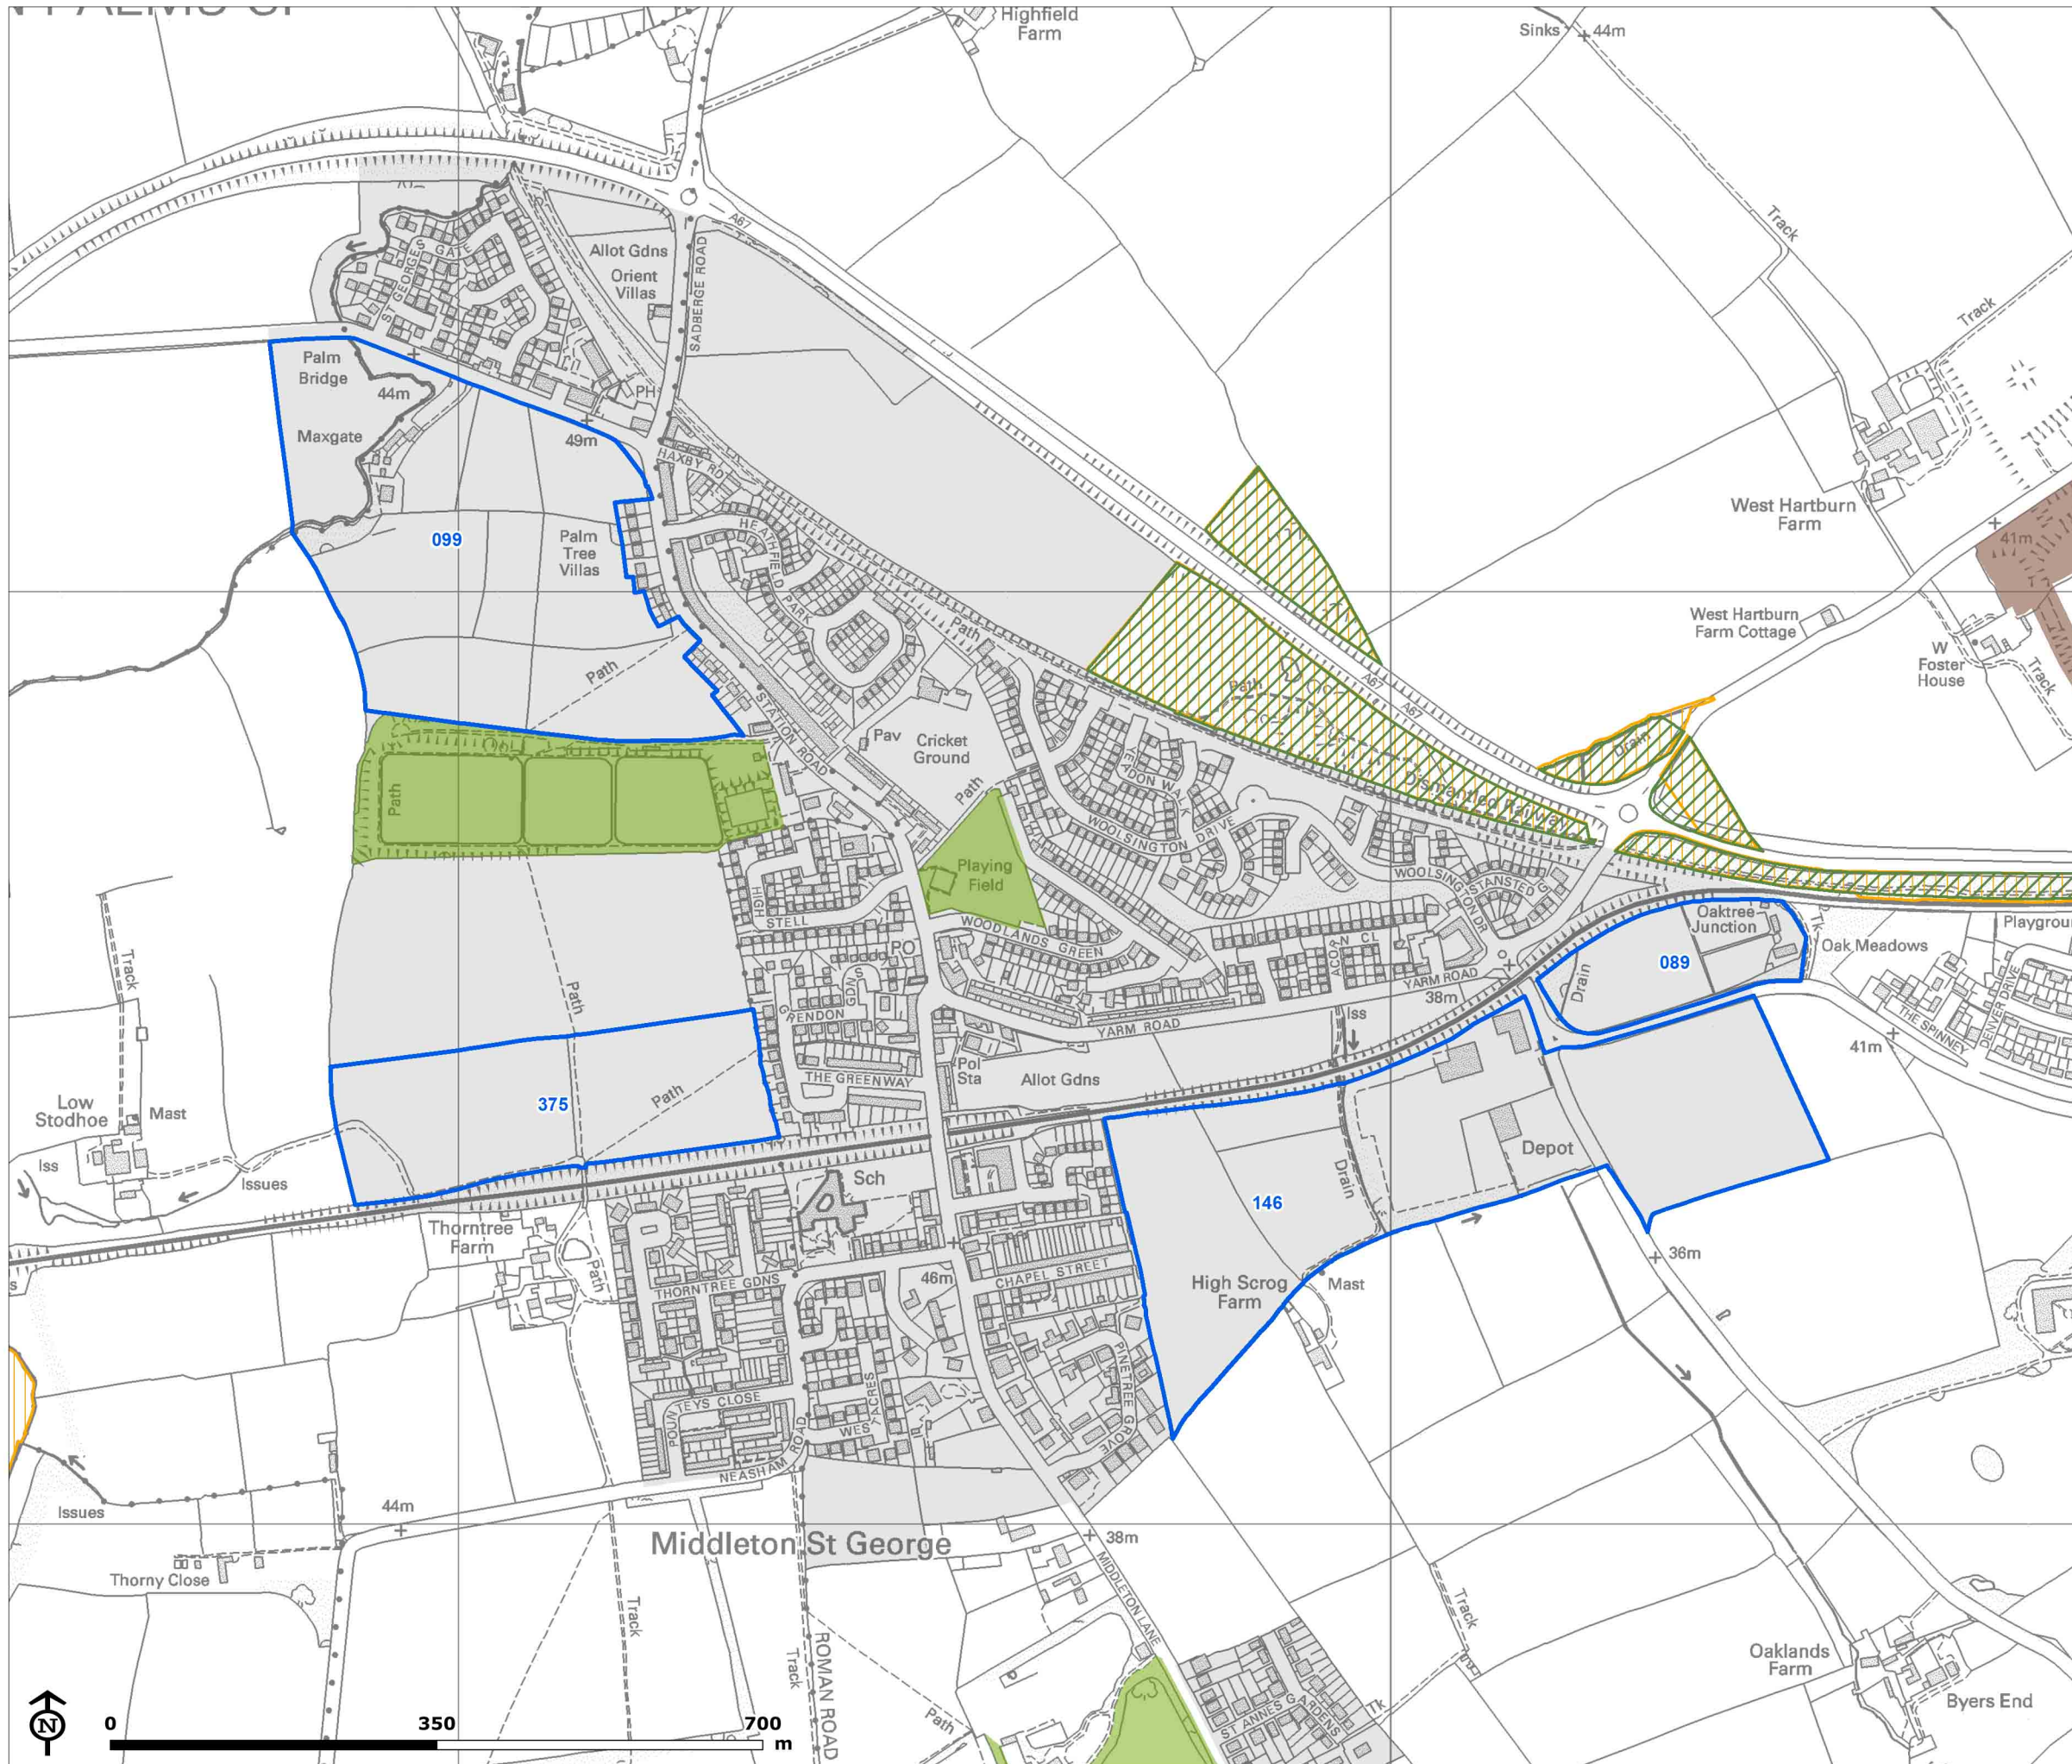 Highfield
Farm
Sinks
44m
A67
Track
Allot Gdns
Orient
Villas
SADBERGE ROAD
ST GEORGES
GATE
Track
Palm
Bridge
44m
PH
Maxgate
49m
HAXBY RD
West Hartburn
Farm
41m
099
Palm
Tree
Villas
HEATHFIELD
PARK
West Hartburn
Farm Cottage
Path
W
Foster
House
Track
Path
Path
A67
A67
STATION ROAD
Pav
Cricket
Ground
Drain
Path
Path
YEADON WALK
Dismantled Railway
WOOLSINGTON DRIVE
Playing
Field
WOOLSINGTON DR
STANSTED G
HIGH
STELL
WOODLANDS GREEN
Oaktree
Junction
TK
Playgrou
Oak Meadows
PO
ACORN CL
089
Track
Path
GRENDON
GDNS
YARM ROAD
38m
Drain
YARM ROAD
Iss
THE SPINNEY
DENVER DRIVE
41m
Pol
Sta
Allot Gdns
THE GREENWAY
Low
Stodhoe
Mast
375
Path
Depot
Iss
Issues
Sch
Drain
146
Thorntree
Farm
Path
36m
THORNTREE GDNS
46m
CHAPEL STREET
High Scrog
Farm
Mast
PINETREE GROVE
POUNTEYS CLOSE
WEST ACRES
NEASHAM ROAD
Issues
44m
Middleton St George
38m
Thorny Close
MIDDLETON LANE
Track
Track
Track
ROMAN ROAD
Oaklands
Farm
Byers End
Path
ST ANNES GARDENS
Tk
N
0 350 700
m